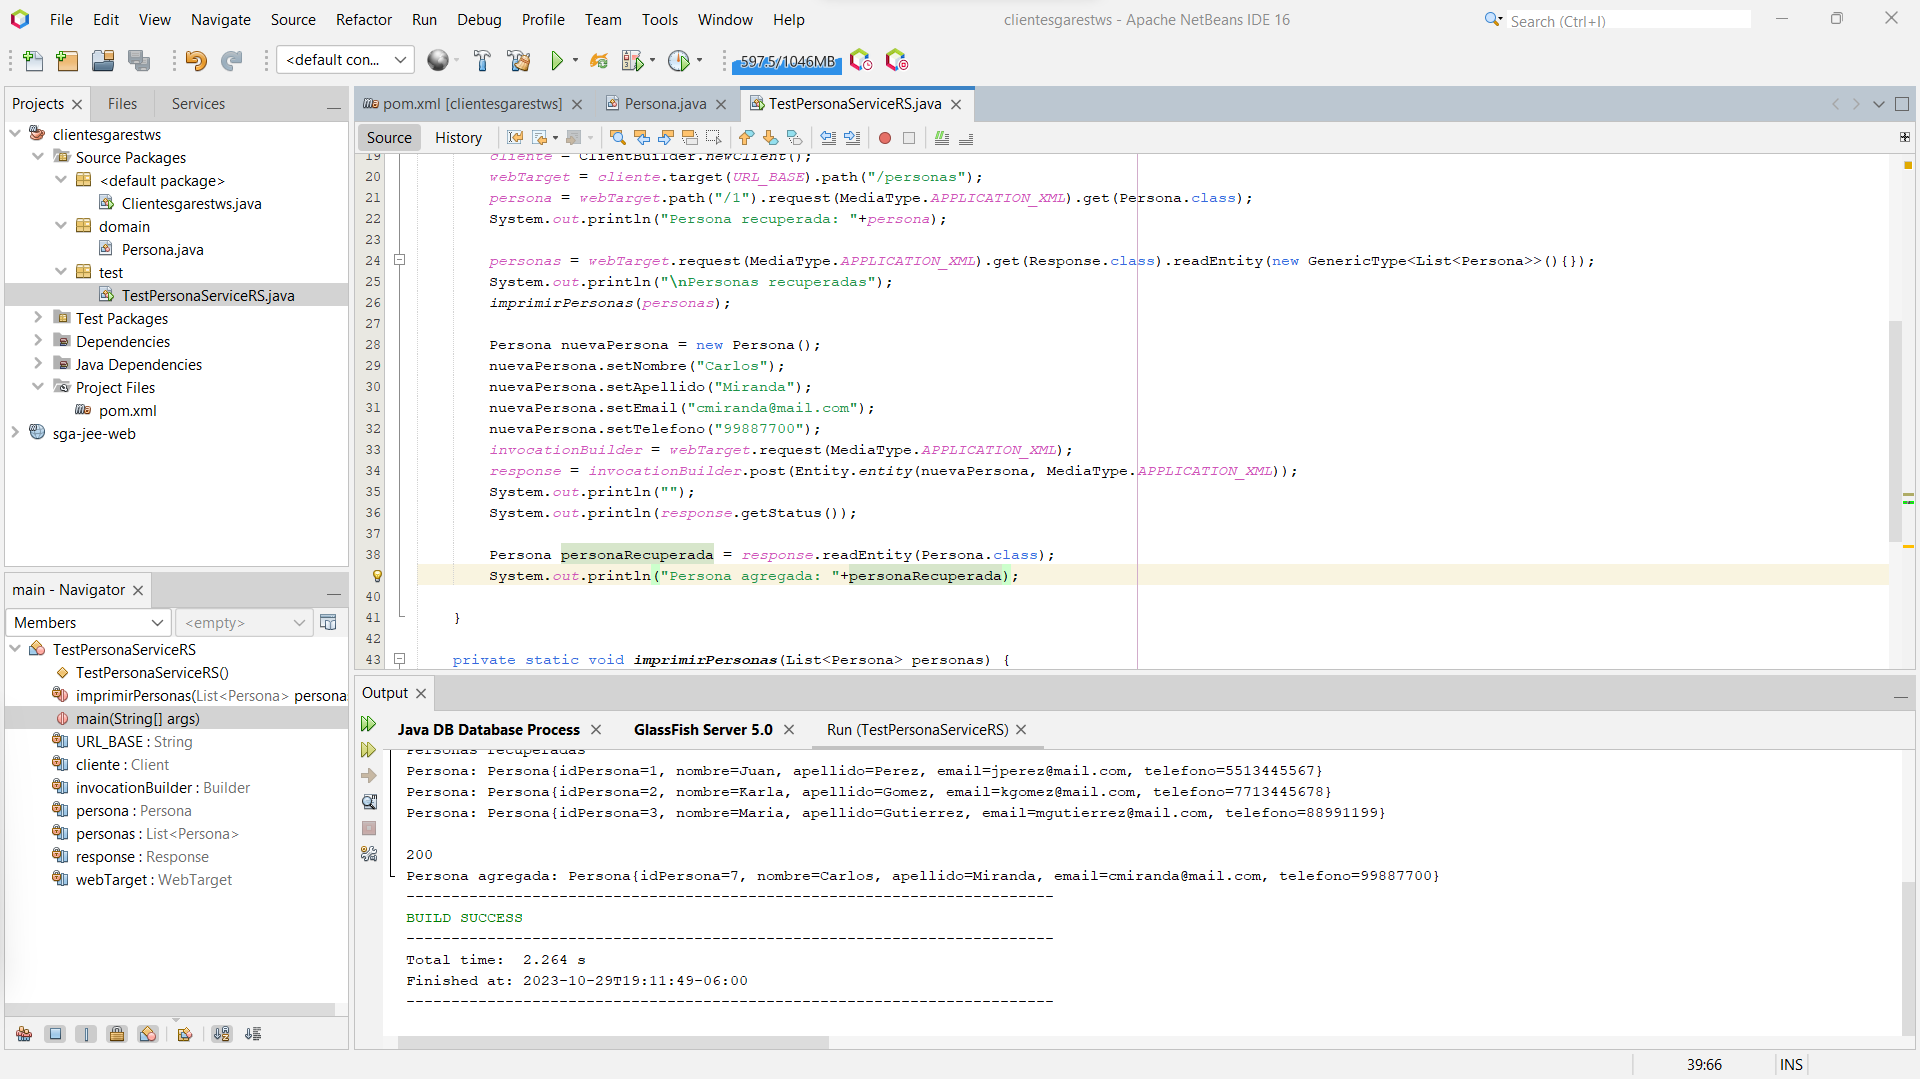 File Edit View Navigate Source Refactor Run Debug Profile Team Tools Window Help
clientesgarestws - Apache NetBeans IDE 16
Search (Ctrl+I)
<default con...
597.5/1046MB
Projects Files Services
clientesgarestws
Source Packages
<default package>
Clientesgarestws.java
domain
Persona.java
test
TestPersonaServiceRS.java
Test Packages
Dependencies
Java Dependencies
Project Files
pom.xml
sga-jee-web
main - Navigator
Members <empty>
TestPersonaServiceRS
TestPersonaServiceRS()
imprimirPersonas(List<Persona> persona
main(String[] args)
URL_BASE : String
cliente : Client
invocationBuilder : Builder
persona : Persona
personas : List<Persona>
response : Response
webTarget : WebTarget
pom.xml [clientesgarestws] Persona.java TestPersonaServiceRS.java
Source History
19 cliente = ClientBuilder.newClient();
20 webTarget = cliente.target(URL_BASE).path("/personas");
21 persona = webTarget.path("/1").request(MediaType.APPLICATION_XML).get(Persona.class);
22 System.out.println("Persona recuperada: "+persona);
23
24 personas = webTarget.request(MediaType.APPLICATION_XML).get(Response.class).readEntity(new GenericType<List<Persona>>(){});
25 System.out.println("\nPersonas recuperadas");
26 imprimirPersonas(personas);
27
28 Persona nuevaPersona = new Persona();
29 nuevaPersona.setNombre("Carlos");
30 nuevaPersona.setApellido("Miranda");
31 nuevaPersona.setEmail("cmiranda@mail.com");
32 nuevaPersona.setTelefono("99887700");
33 invocationBuilder = webTarget.request(MediaType.APPLICATION_XML);
34 response = invocationBuilder.post(Entity.entity(nuevaPersona, MediaType.APPLICATION_XML));
35 System.out.println("");
36 System.out.println(response.getStatus());
37
38 Persona personaRecuperada = response.readEntity(Persona.class);
System.out.println("Persona agregada: "+personaRecuperada);
40
41 }
42
43 private static void imprimirPersonas(List<Persona> personas) {
Output
Java DB Database Process GlassFish Server 5.0 Run (TestPersonaServiceRS)
Personas recuperadas
Persona: Persona{idPersona=1, nombre=Juan, apellido=Perez, email=jperez@mail.com, telefono=5513445567}
Persona: Persona{idPersona=2, nombre=Karla, apellido=Gomez, email=kgomez@mail.com, telefono=7713445678}
Persona: Persona{idPersona=3, nombre=Maria, apellido=Gutierrez, email=mgutierrez@mail.com, telefono=88991199}
200
Persona agregada: Persona{idPersona=7, nombre=Carlos, apellido=Miranda, email=cmiranda@mail.com, telefono=99887700}
------------------------------------------------------------------------
BUILD SUCCESS
------------------------------------------------------------------------
Total time:  2.264 s
Finished at: 2023-10-29T19:11:49-06:00
------------------------------------------------------------------------
39:66 INS